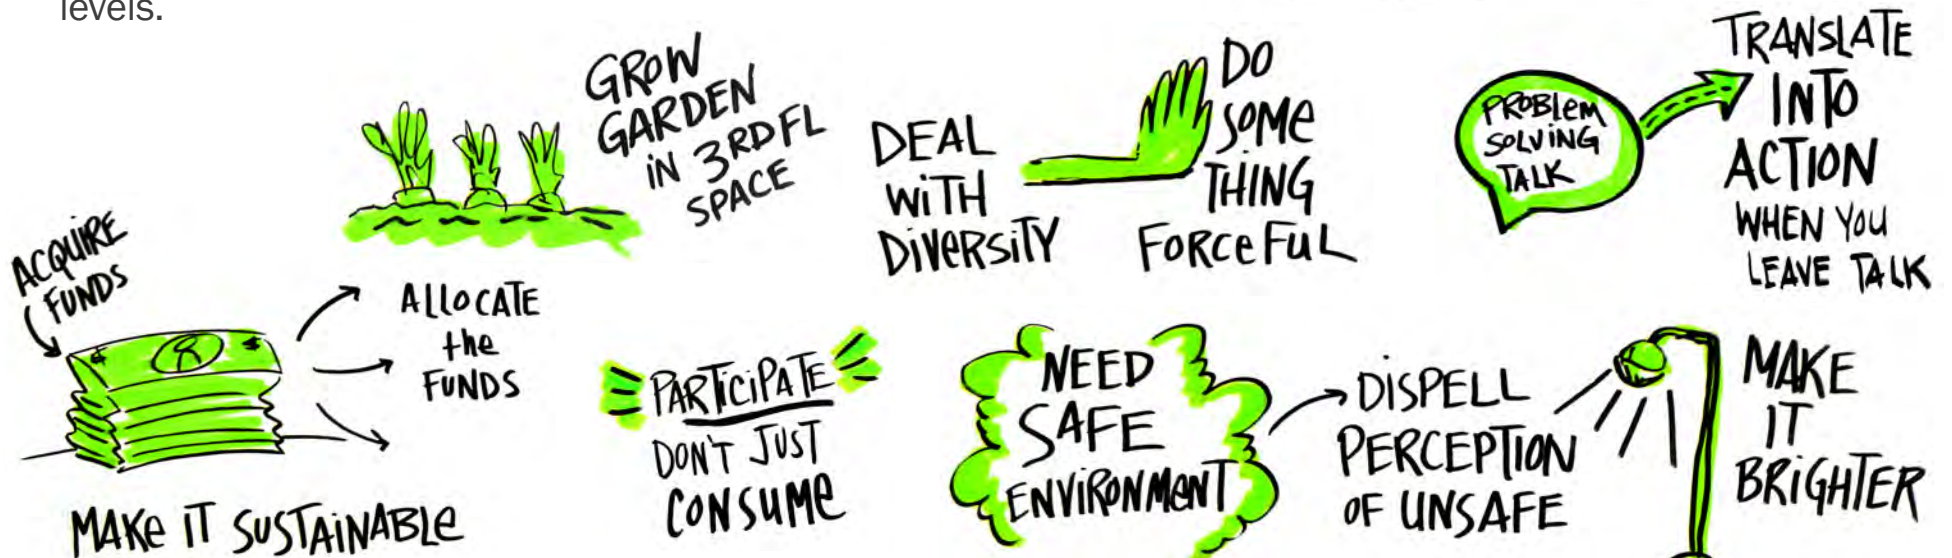 levels.
GROW
GARDEN
IN 3RD FL
SPACE
DEAL
WITH
DIVERSITY
DO
SOME
THING
FORCEFUL
PROBLEM
SOLVING
TALK
TRANSLATE
INTO
ACTION
WHEN YOU
LEAVE TALK
ACQUIRE
FUNDS
ALLOCATE
the
FUNDS
MAKE IT SUSTAINABLE
PARTICIPATE
DON'T JUST
CONSUME
NEED
SAFE
ENVIRONMENT
DISPELL
PERCEPTION
OF UNSAFE
MAKE
IT
BRIGHTER